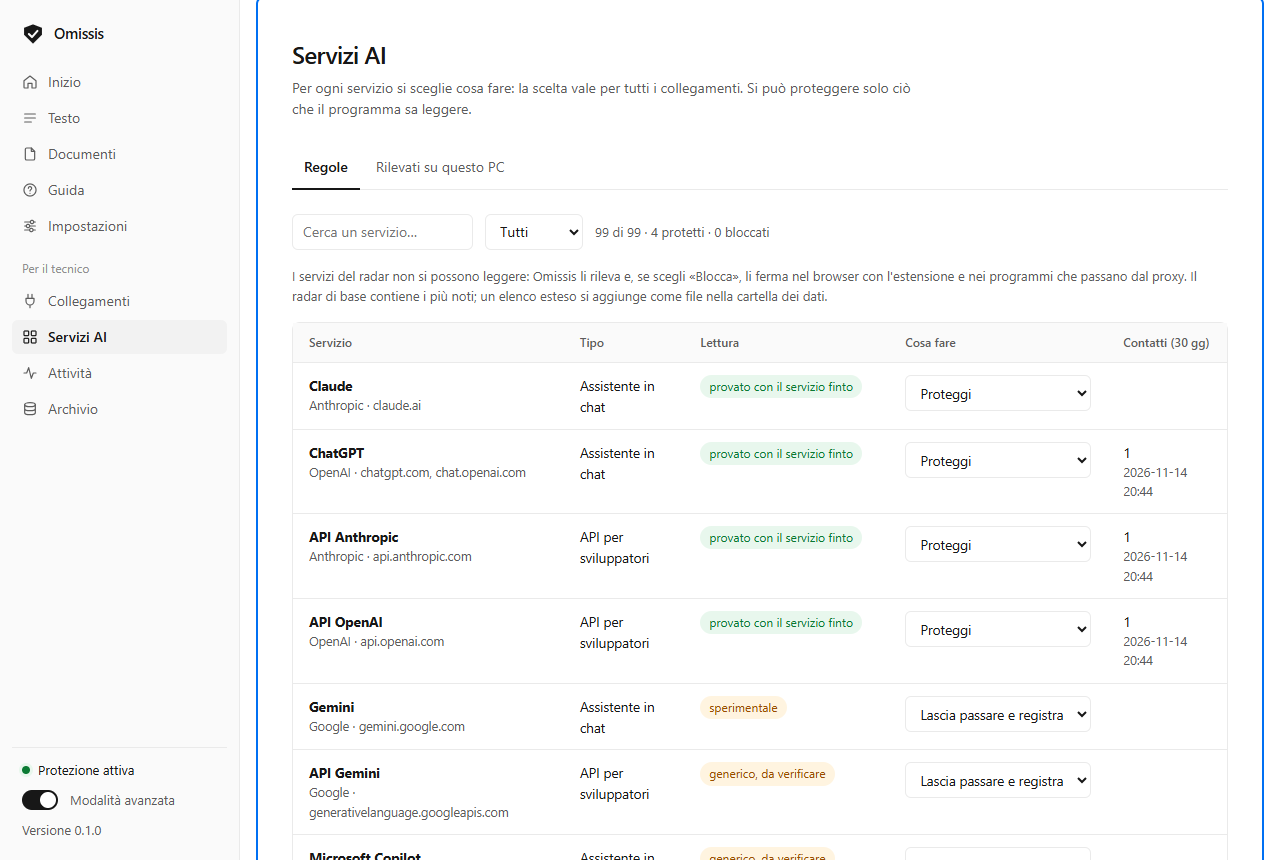 Omissis
Inizio
Testo
Documenti
Guida
Impostazioni
Per il tecnico
Collegamenti
Servizi AI
Attività
Archivio
Protezione attiva
Modalità avanzata
Versione 0.1.0
Servizi AI
Per ogni servizio si sceglie cosa fare: la scelta vale per tutti i collegamenti. Si può proteggere solo ciò
che il programma sa leggere.
Regole Rilevati su questo PC
Cerca un servizio... Tutti 99 di 99 · 4 protetti · 0 bloccati
I servizi del radar non si possono leggere: Omissis li rileva e, se scegli «Blocca», li ferma nel browser con l'estensione e nei programmi che passano dal proxy. Il
radar di base contiene i più noti; un elenco esteso si aggiunge come file nella cartella dei dati.
Servizio Tipo Lettura Cosa fare Contatti (30 gg)
Claude
Anthropic · claude.ai
Assistente in
chat
provato con il servizio finto
Proteggi
ChatGPT
OpenAI · chatgpt.com, chat.openai.com
Assistente in
chat
provato con il servizio finto
Proteggi
1
2026-11-14
20:44
API Anthropic
Anthropic · api.anthropic.com
API per
sviluppatori
provato con il servizio finto
Proteggi
1
2026-11-14
20:44
API OpenAI
OpenAI · api.openai.com
API per
sviluppatori
provato con il servizio finto
Proteggi
1
2026-11-14
20:44
Gemini
Google · gemini.google.com
Assistente in
chat
sperimentale
Lascia passare e registra
API Gemini
Google ·
generativelanguage.googleapis.com
API per
sviluppatori
generico, da verificare
Lascia passare e registra
Microsoft Copilot
Assistente in
generico, da verificare